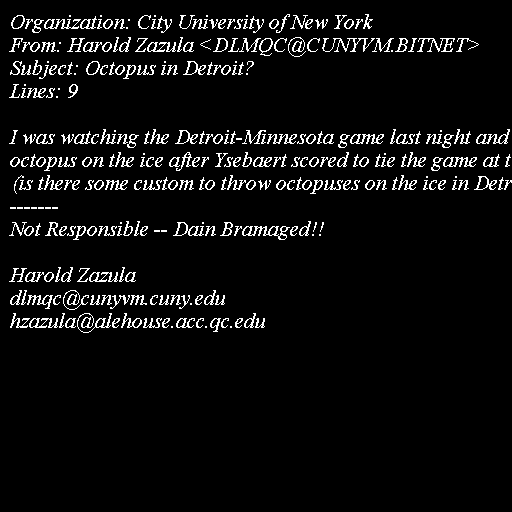 Organization: City University of New York
From: Harold Zazula <DLMQC@CUNYVM.BITNET>
Subject: Octopus in Detroit?
Lines: 9
I was watching the Detroit-Minnesota game last night and
octopus on the ice after Ysebaert scored to tie the game at t
(is there some custom to throw octopuses on the ice in Detr
-------
Not Responsible -- Dain Bramaged!!
Harold Zazula
dlmqc@cunyvm.cuny.edu
hzazula@alehouse.acc.qc.edu